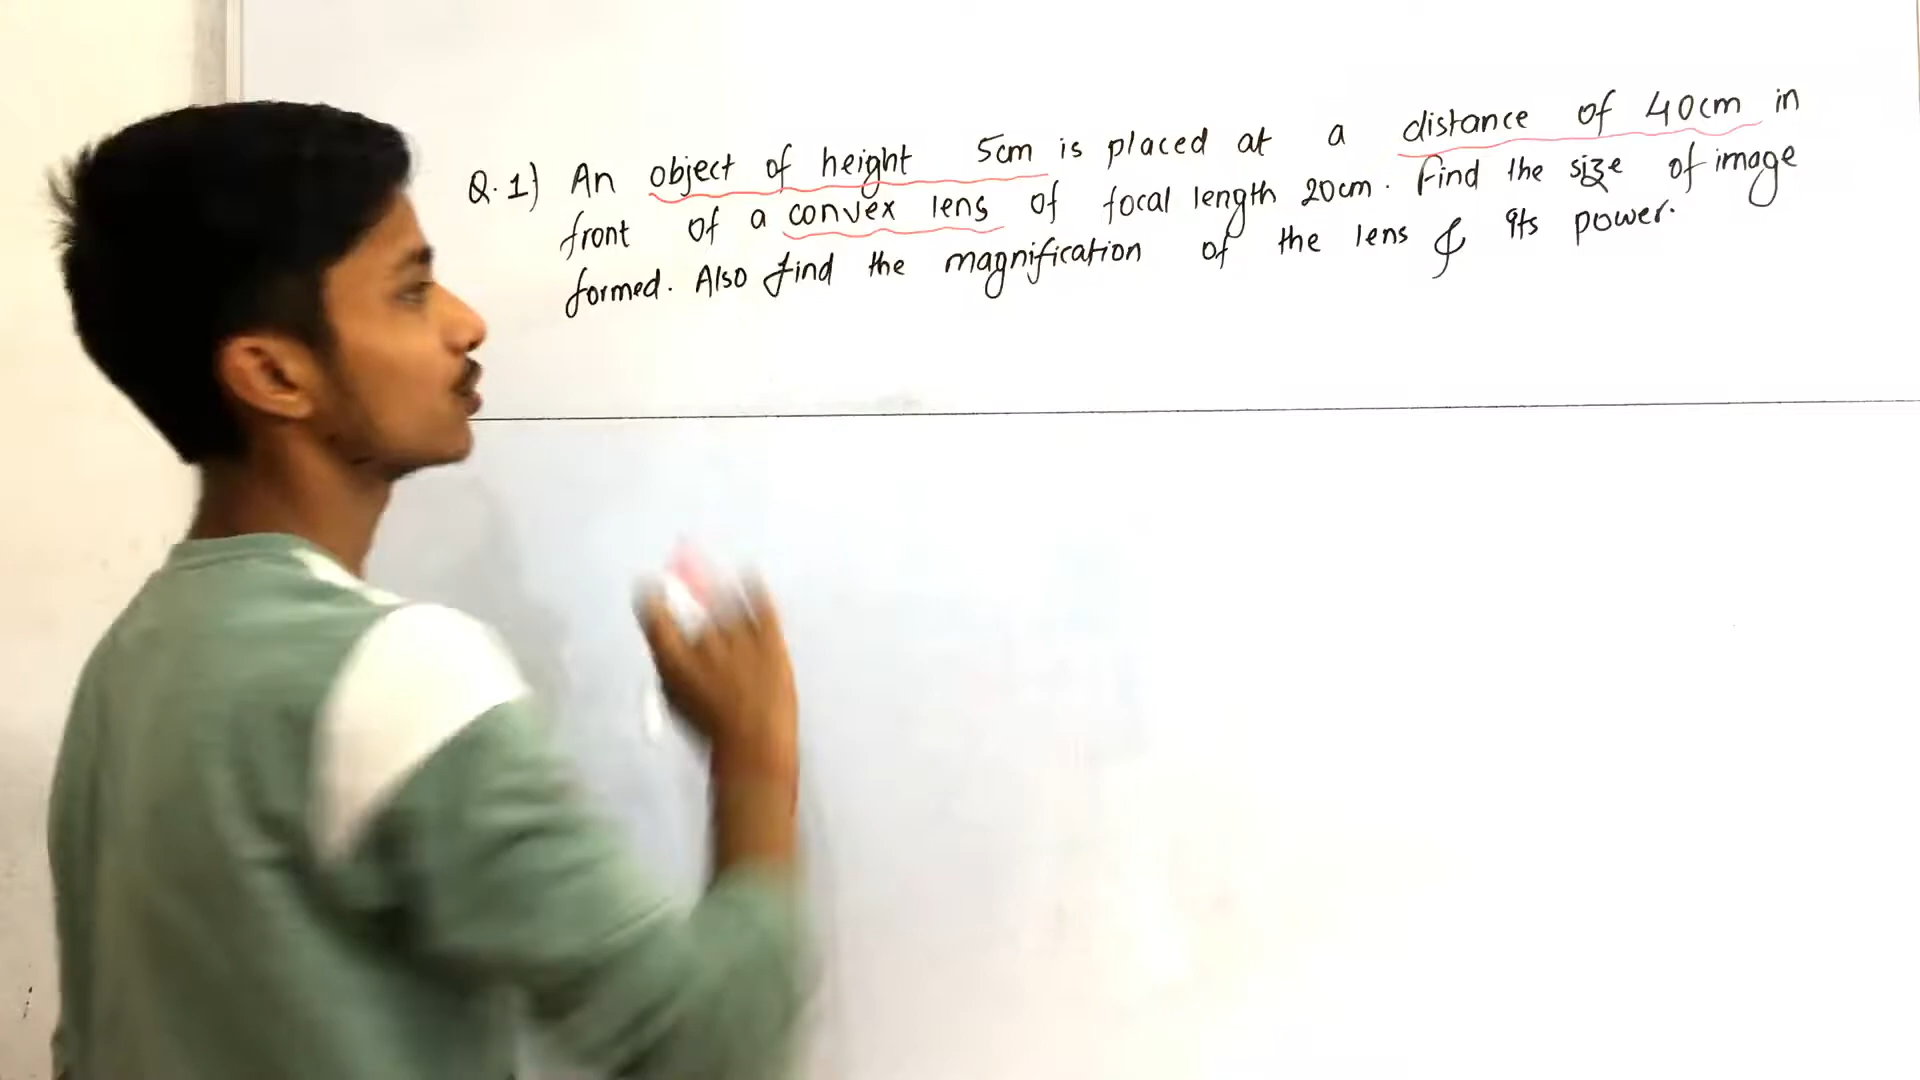 Q.1) An object of height 5cm is placed at a distance of 40cm in
front of a convex lens of focal length 20cm. Find the size of image
formed. Also find the magnification of the lens & its power.